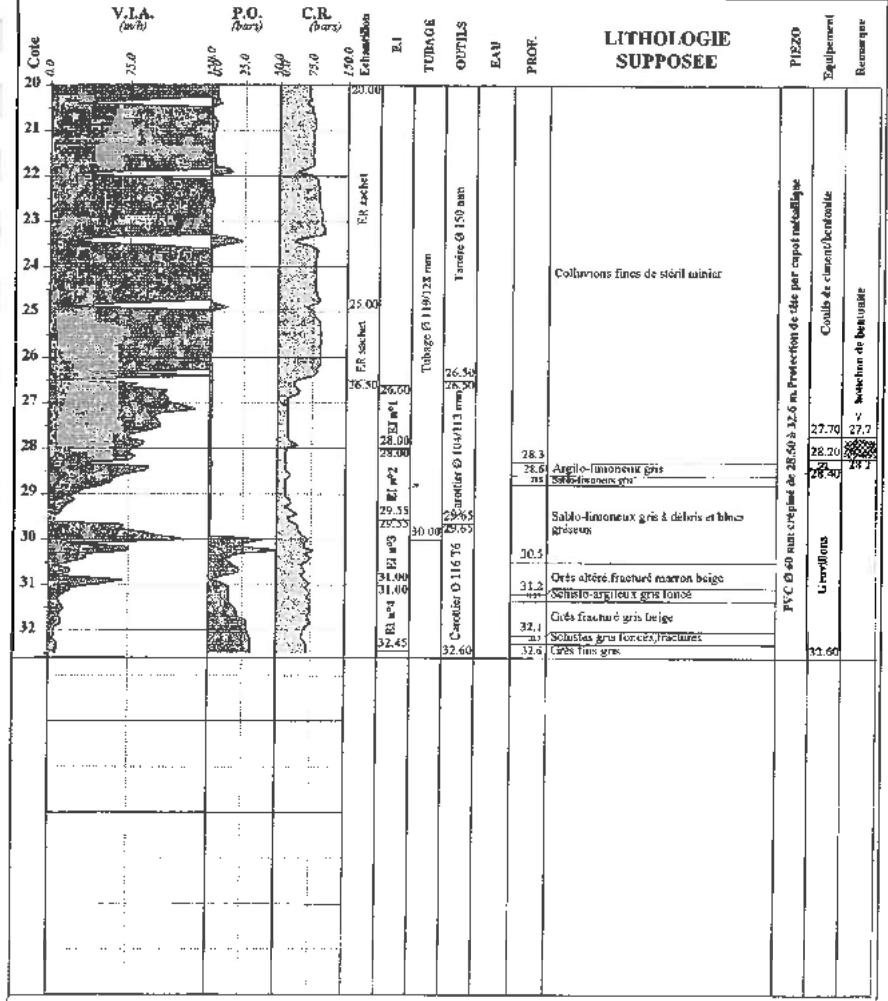 V.I.A. (m/h)
P.O. (bars)
C.R. (bars)
LITHOLOGIE
SUPPOSEE
Cote
0.0
75.0
0.0
25.0
0.0
75.0
150.0
Echantillon
E.I
TUBAGE
OUTILS
EAU
PROF.
PIEZO
Equipement
Remarque
20
21
22
23
24
25
26
27
28
29
30
31
32
20.00
E.R sachet
25.00
E.R sachet
26.50
26.60
EI n°1
28.00
28.00
EI n°2
29.55
29.55
EI n°3
31.00
31.00
EI n°4
32.45
Tubage Ø 119/128 mm
30.00
Tarière Ø 150 mm
26.50
26.50
Carottier Ø 104/113 mm
29.65
29.65
Carottier Ø 116 T6
32.60
28.3
28.6
30.5
31.2
32.1
32.6
Colluvions fines de stéril minier
Argilo-limoneux gris
Sablo-limoneux gris
Sablo-limoneux gris à débris et blocs
gréseux
Grès altéré,fracturé marron beige
Schisto-argileux gris foncé
Grès fracturé gris beige
Schistes gris foncés,fracturés
Grès fins gris
PVC Ø 60 mm crépiné de 28.50 à 32.6 m. Protection de tête par capot métallique
Coulis de ciment/bentonite
27.70
28.20
28.40
Gravillons
32.60
bouchon de bentonite
27.7
28.2